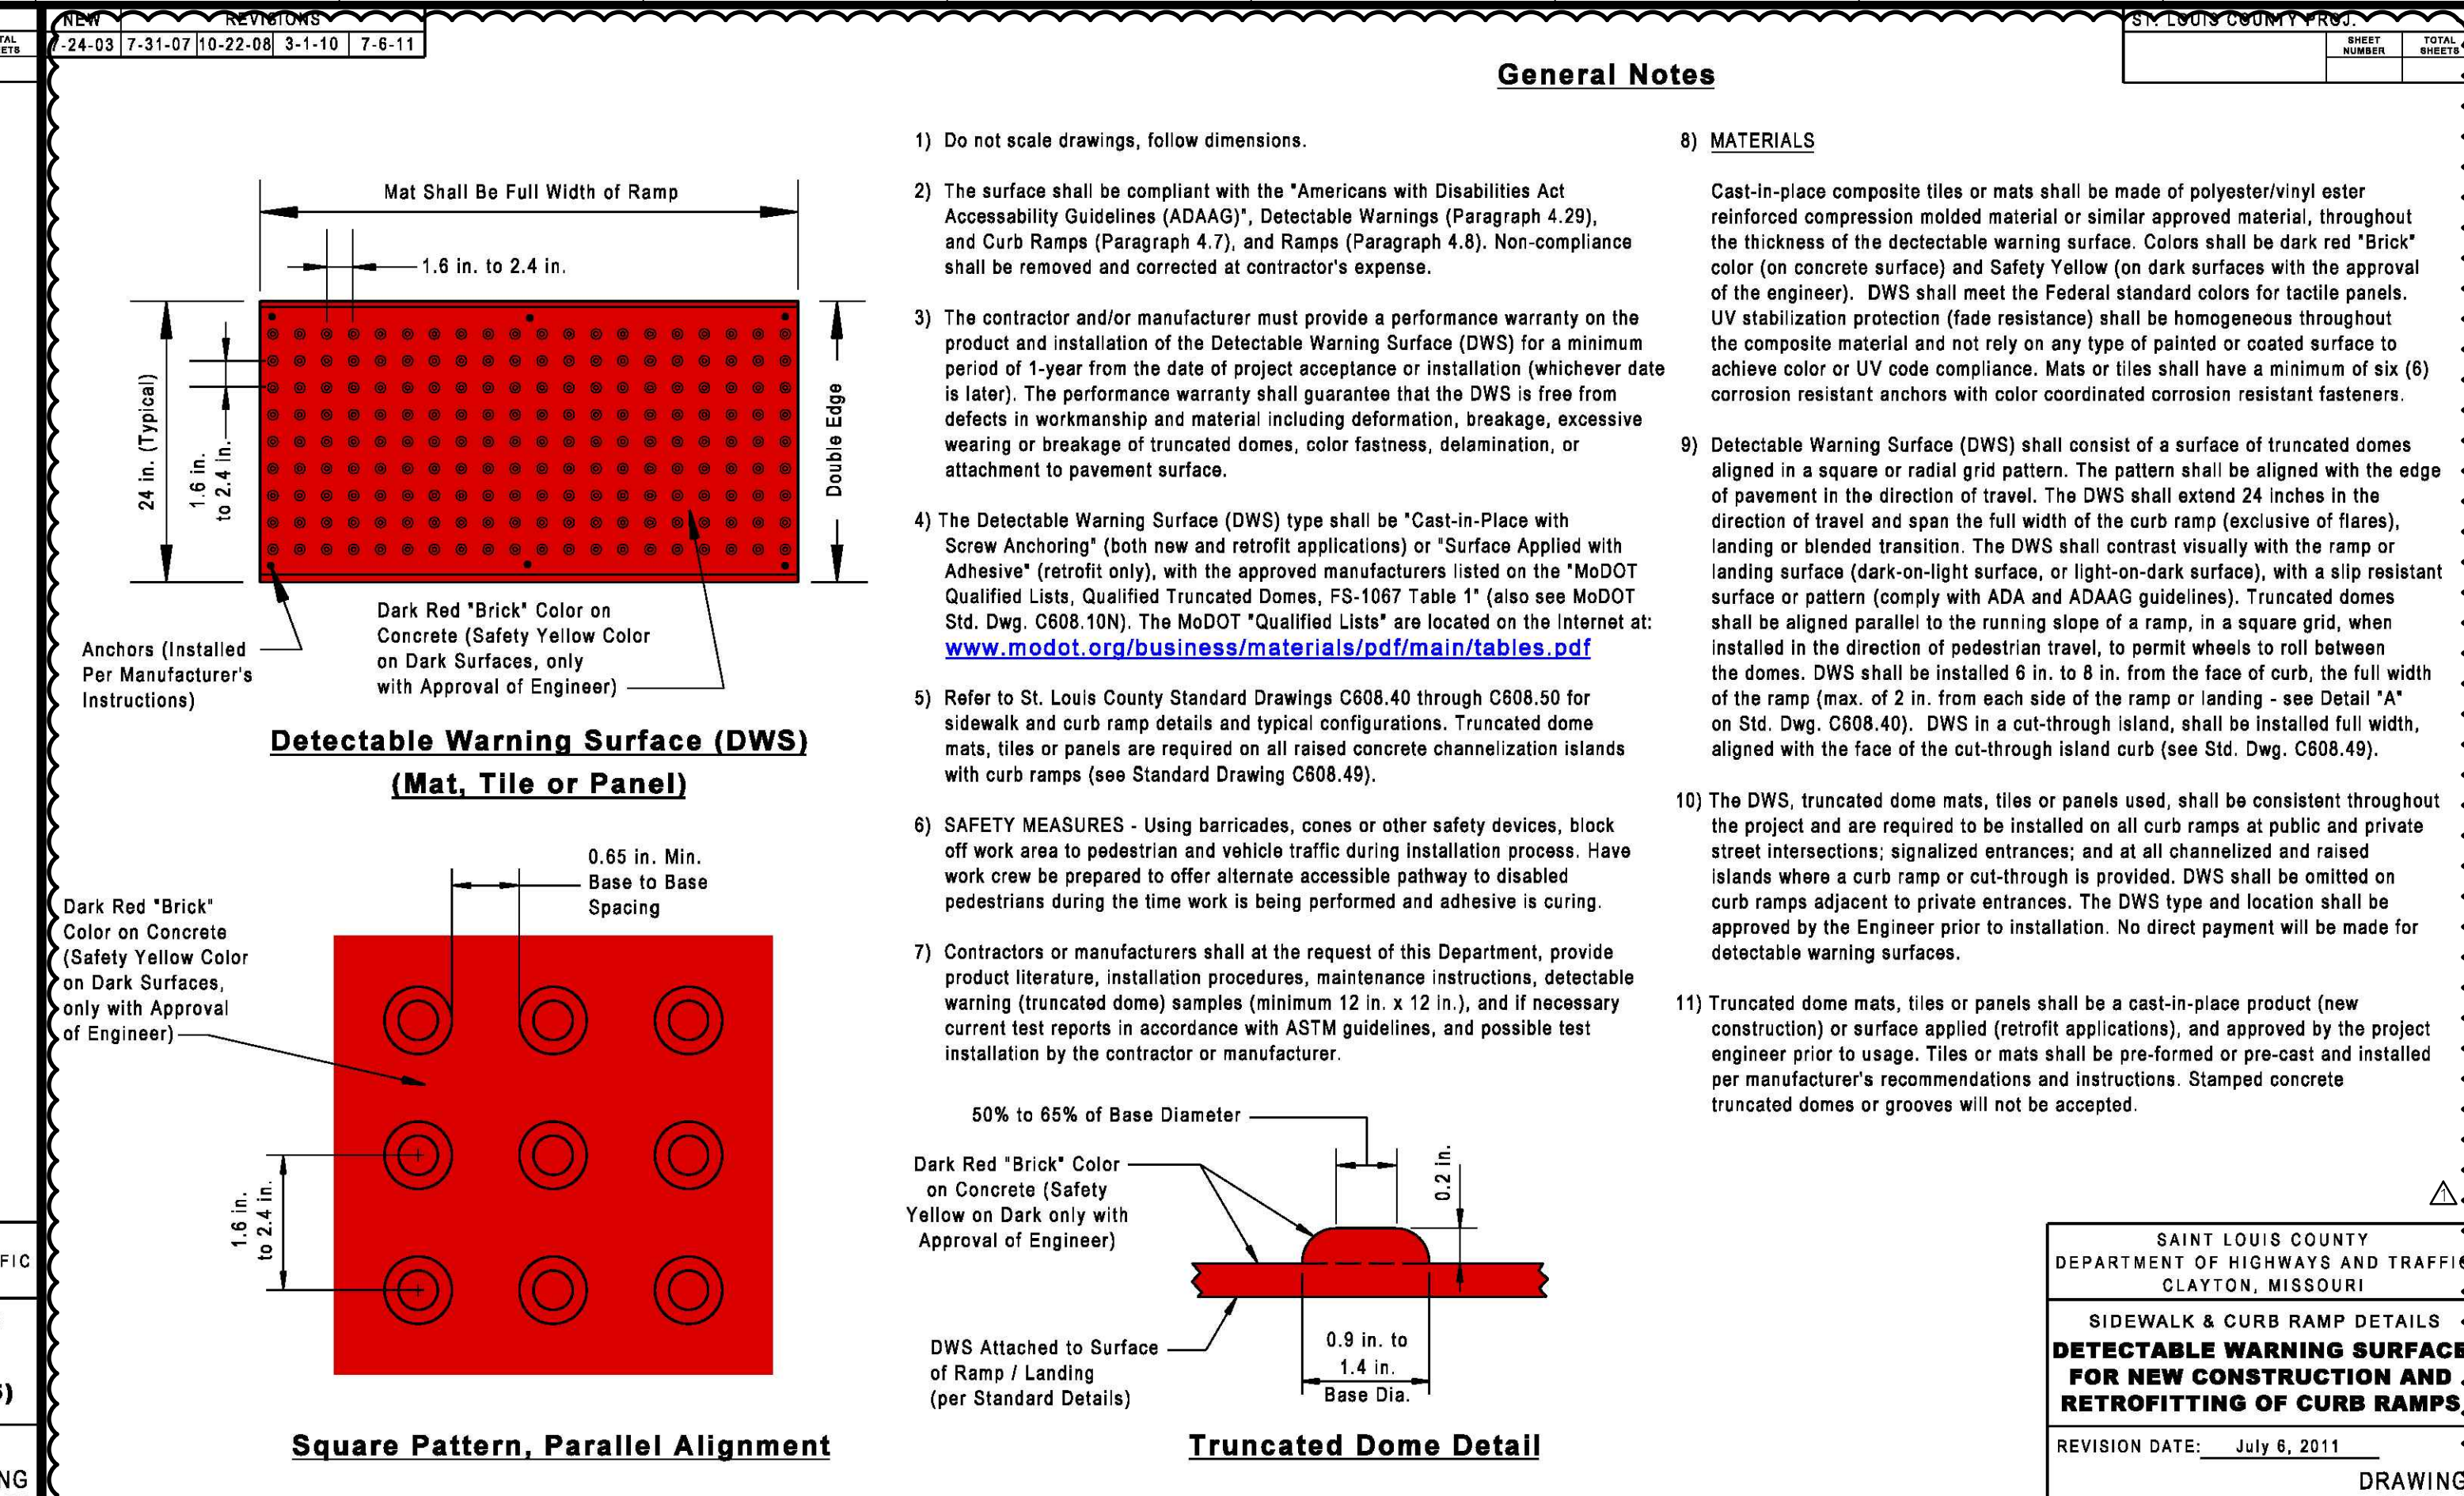 NEW REVISIONS
7-24-03 7-31-07 10-22-08 3-1-10 7-6-11
ST. LOUIS COUNTY PROJ.
SHEET NUMBER
TOTAL SHEETS
General Notes
Mat Shall Be Full Width of Ramp
1.6 in. to 2.4 in.
24 in. (Typical)
1.6 in.
to 2.4 in.
Double Edge
Anchors (Installed
Per Manufacturer's
Instructions)
Dark Red "Brick" Color on
Concrete (Safety Yellow Color
on Dark Surfaces, only
with Approval of Engineer)
Detectable Warning Surface (DWS)
(Mat, Tile or Panel)
0.65 in. Min.
Base to Base
Spacing
Dark Red "Brick"
Color on Concrete
(Safety Yellow Color
on Dark Surfaces,
only with Approval
of Engineer)
1.6 in.
to 2.4 in.
Square Pattern, Parallel Alignment
1) Do not scale drawings, follow dimensions.
2) The surface shall be compliant with the "Americans with Disabilities Act
Accessability Guidelines (ADAAG)", Detectable Warnings (Paragraph 4.29),
and Curb Ramps (Paragraph 4.7), and Ramps (Paragraph 4.8). Non-compliance
shall be removed and corrected at contractor's expense.
3) The contractor and/or manufacturer must provide a performance warranty on the
product and installation of the Detectable Warning Surface (DWS) for a minimum
period of 1-year from the date of project acceptance or installation (whichever date
is later). The performance warranty shall guarantee that the DWS is free from
defects in workmanship and material including deformation, breakage, excessive
wearing or breakage of truncated domes, color fastness, delamination, or
attachment to pavement surface.
4) The Detectable Warning Surface (DWS) type shall be "Cast-in-Place with
Screw Anchoring" (both new and retrofit applications) or "Surface Applied with
Adhesive" (retrofit only), with the approved manufacturers listed on the "MoDOT
Qualified Lists, Qualified Truncated Domes, FS-1067 Table 1" (also see MoDOT
Std. Dwg. C608.10N). The MoDOT "Qualified Lists" are located on the Internet at:
www.modot.org/business/materials/pdf/main/tables.pdf
5) Refer to St. Louis County Standard Drawings C608.40 through C608.50 for
sidewalk and curb ramp details and typical configurations. Truncated dome
mats, tiles or panels are required on all raised concrete channelization islands
with curb ramps (see Standard Drawing C608.49).
6) SAFETY MEASURES - Using barricades, cones or other safety devices, block
off work area to pedestrian and vehicle traffic during installation process. Have
work crew be prepared to offer alternate accessible pathway to disabled
pedestrians during the time work is being performed and adhesive is curing.
7) Contractors or manufacturers shall at the request of this Department, provide
product literature, installation procedures, maintenance instructions, detectable
warning (truncated dome) samples (minimum 12 in. x 12 in.), and if necessary
current test reports in accordance with ASTM guidelines, and possible test
installation by the contractor or manufacturer.
50% to 65% of Base Diameter
Dark Red "Brick" Color
on Concrete (Safety
Yellow on Dark only with
Approval of Engineer)
0.2 in.
DWS Attached to Surface
of Ramp / Landing
(per Standard Details)
0.9 in. to
1.4 in.
Base Dia.
Truncated Dome Detail
8) MATERIALS
Cast-in-place composite tiles or mats shall be made of polyester/vinyl ester
reinforced compression molded material or similar approved material, throughout
the thickness of the dectectable warning surface. Colors shall be dark red "Brick"
color (on concrete surface) and Safety Yellow (on dark surfaces with the approval
of the engineer). DWS shall meet the Federal standard colors for tactile panels.
UV stabilization protection (fade resistance) shall be homogeneous throughout
the composite material and not rely on any type of painted or coated surface to
achieve color or UV code compliance. Mats or tiles shall have a minimum of six (6)
corrosion resistant anchors with color coordinated corrosion resistant fasteners.
9) Detectable Warning Surface (DWS) shall consist of a surface of truncated domes
aligned in a square or radial grid pattern. The pattern shall be aligned with the edge
of pavement in the direction of travel. The DWS shall extend 24 inches in the
direction of travel and span the full width of the curb ramp (exclusive of flares),
landing or blended transition. The DWS shall contrast visually with the ramp or
landing surface (dark-on-light surface, or light-on-dark surface), with a slip resistant
surface or pattern (comply with ADA and ADAAG guidelines). Truncated domes
shall be aligned parallel to the running slope of a ramp, in a square grid, when
installed in the direction of pedestrian travel, to permit wheels to roll between
the domes. DWS shall be installed 6 in. to 8 in. from the face of curb, the full width
of the ramp (max. of 2 in. from each side of the ramp or landing - see Detail "A"
on Std. Dwg. C608.40). DWS in a cut-through island, shall be installed full width,
aligned with the face of the cut-through island curb (see Std. Dwg. C608.49).
10) The DWS, truncated dome mats, tiles or panels used, shall be consistent throughout
the project and are required to be installed on all curb ramps at public and private
street intersections; signalized entrances; and at all channelized and raised
islands where a curb ramp or cut-through is provided. DWS shall be omitted on
curb ramps adjacent to private entrances. The DWS type and location shall be
approved by the Engineer prior to installation. No direct payment will be made for
detectable warning surfaces.
11) Truncated dome mats, tiles or panels shall be a cast-in-place product (new
construction) or surface applied (retrofit applications), and approved by the project
engineer prior to usage. Tiles or mats shall be pre-formed or pre-cast and installed
per manufacturer's recommendations and instructions. Stamped concrete
truncated domes or grooves will not be accepted.
1
SAINT LOUIS COUNTY
DEPARTMENT OF HIGHWAYS AND TRAFFIC
CLAYTON, MISSOURI
SIDEWALK & CURB RAMP DETAILS
DETECTABLE WARNING SURFACE
FOR NEW CONSTRUCTION AND
RETROFITTING OF CURB RAMPS
REVISION DATE: July 6, 2011
DRAWING